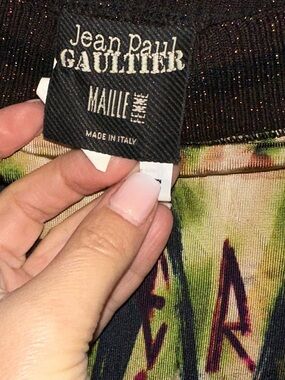 Jean Paul
GAULTIER
MAILLE FEMME
MADE IN ITALY
R